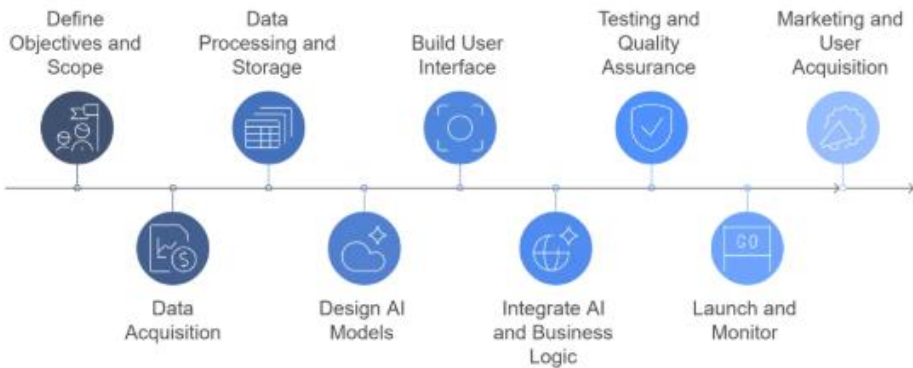 Define
Objectives and
Scope
Data
Processing and
Storage
Build User
Interface
Testing and
Quality
Assurance
Marketing and
User
Acquisition
$
GO
Data
Acquisition
Design AI
Models
Integrate AI
and Business
Logic
Launch and
Monitor